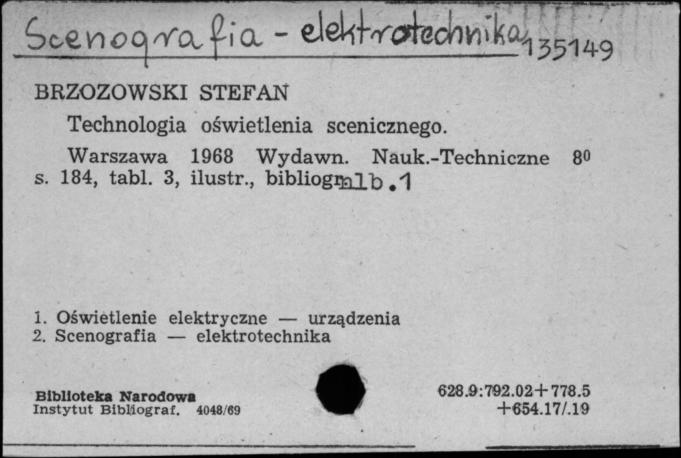 Scenografia - elektrotechnika
135149
BRZOZOWSKI STEFAN
Technologia oświetlenia scenicznego.
Warszawa 1968 Wydawn. Nauk.-Techniczne 8⁰
s. 184, tabl. 3, ilustr., bibliogr. nlb.1
1. Oświetlenie elektryczne — urządzenia
2. Scenografia — elektrotechnika
Biblioteka Narodowa
Instytut Bibliograf. 4048/69
628.9:792.02+778.5
+654.17/.19